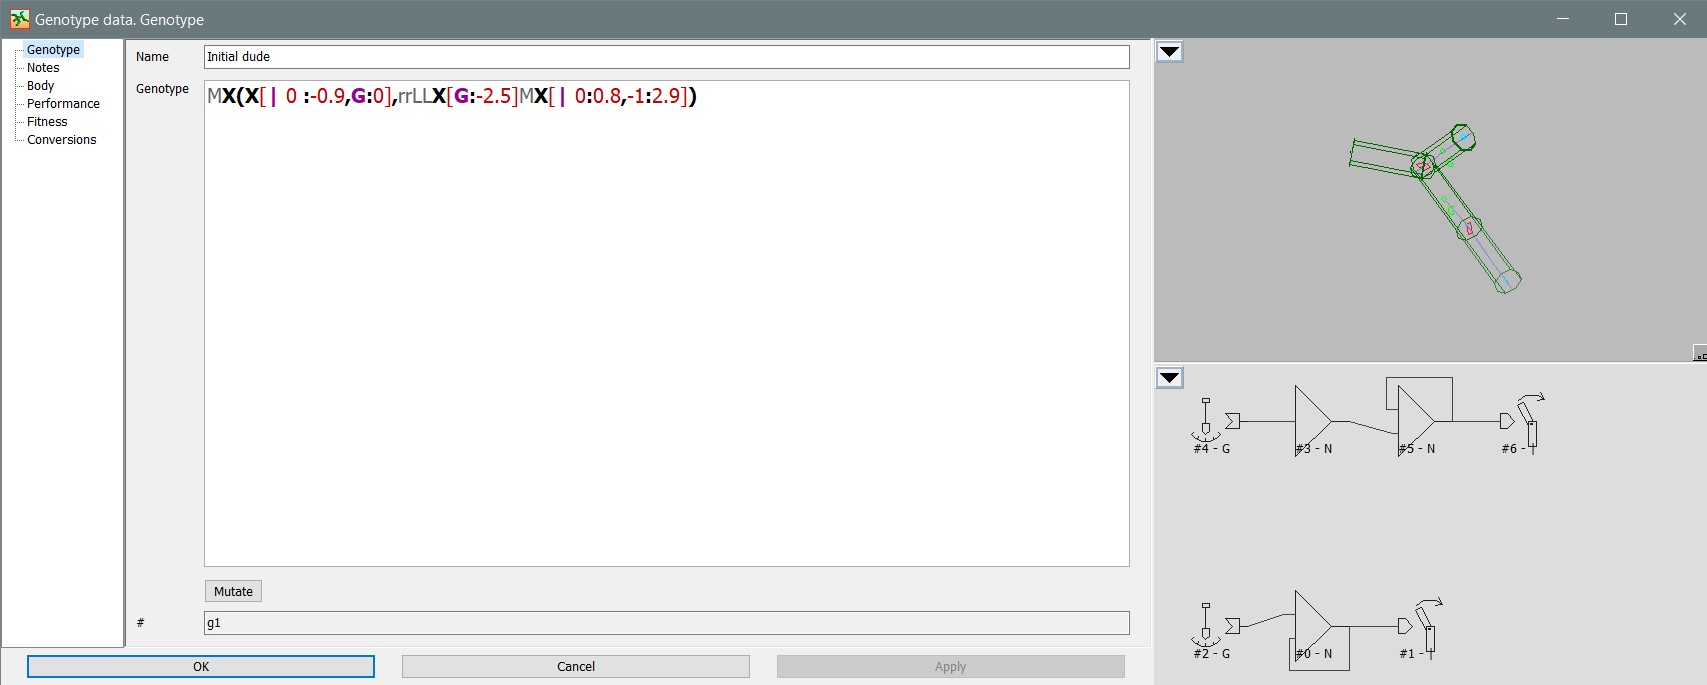 Genotype data. Genotype
Genotype
Notes
Body
Performance
Fitness
Conversions
Name
Initial dude
Genotype
MX(X[| 0 :-0.9,G:0],rrLLX[G:-2.5]MX[| 0:0.8,-1:2.9])
Mutate
#
g1
OK
Cancel
Apply
G
G
#4 - G
#3 - N
#5 - N
#6 -
#2 - G
#0 - N
#1 -